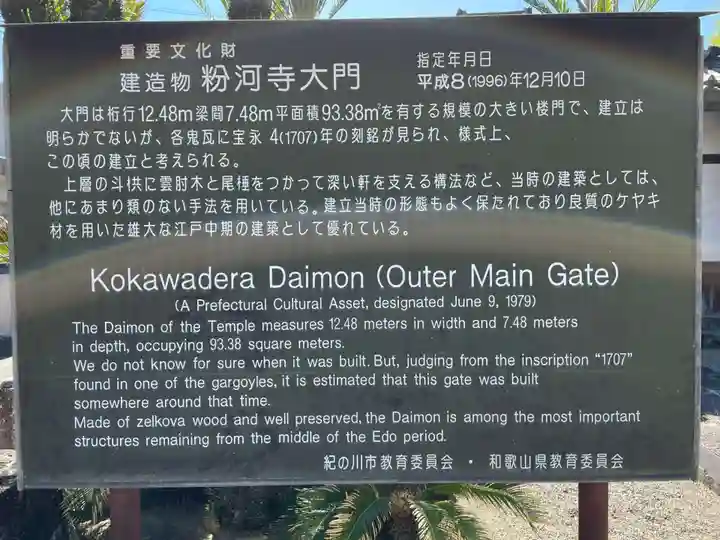 重要文化財
建造物 粉河寺大門
指定年月日
平成8(1996)年12月10日
大門は桁行12.48m梁間7.48m平面積93.38㎡を有する規模の大きい楼門で、建立は
明らかでないが、各鬼瓦に宝永4(1707)年の刻銘が見られ、様式上、
この頃の建立と考えられる。
上層の斗栱に雲肘木と尾棰をつかって深い軒を支える構法など、当時の建築としては、
他にあまり類のない手法を用いている。建立当時の形態もよく保たれており良質のケヤキ
材を用いた雄大な江戸中期の建築として優れている。
Kokawadera Daimon (Outer Main Gate)
(A Prefectural Cultural Asset, designated June 9, 1979)
The Daimon of the Temple measures 12.48 meters in width and 7.48 meters
in depth, occupying 93.38 square meters.
We do not know for sure when it was built. But, judging from the inscription “1707”
found in one of the gargoyles, it is estimated that this gate was built
somewhere around that time.
Made of zelkova wood and well preserved, the Daimon is among the most important
structures remaining from the middle of the Edo period.
紀の川市教育委員会 ・ 和歌山県教育委員会